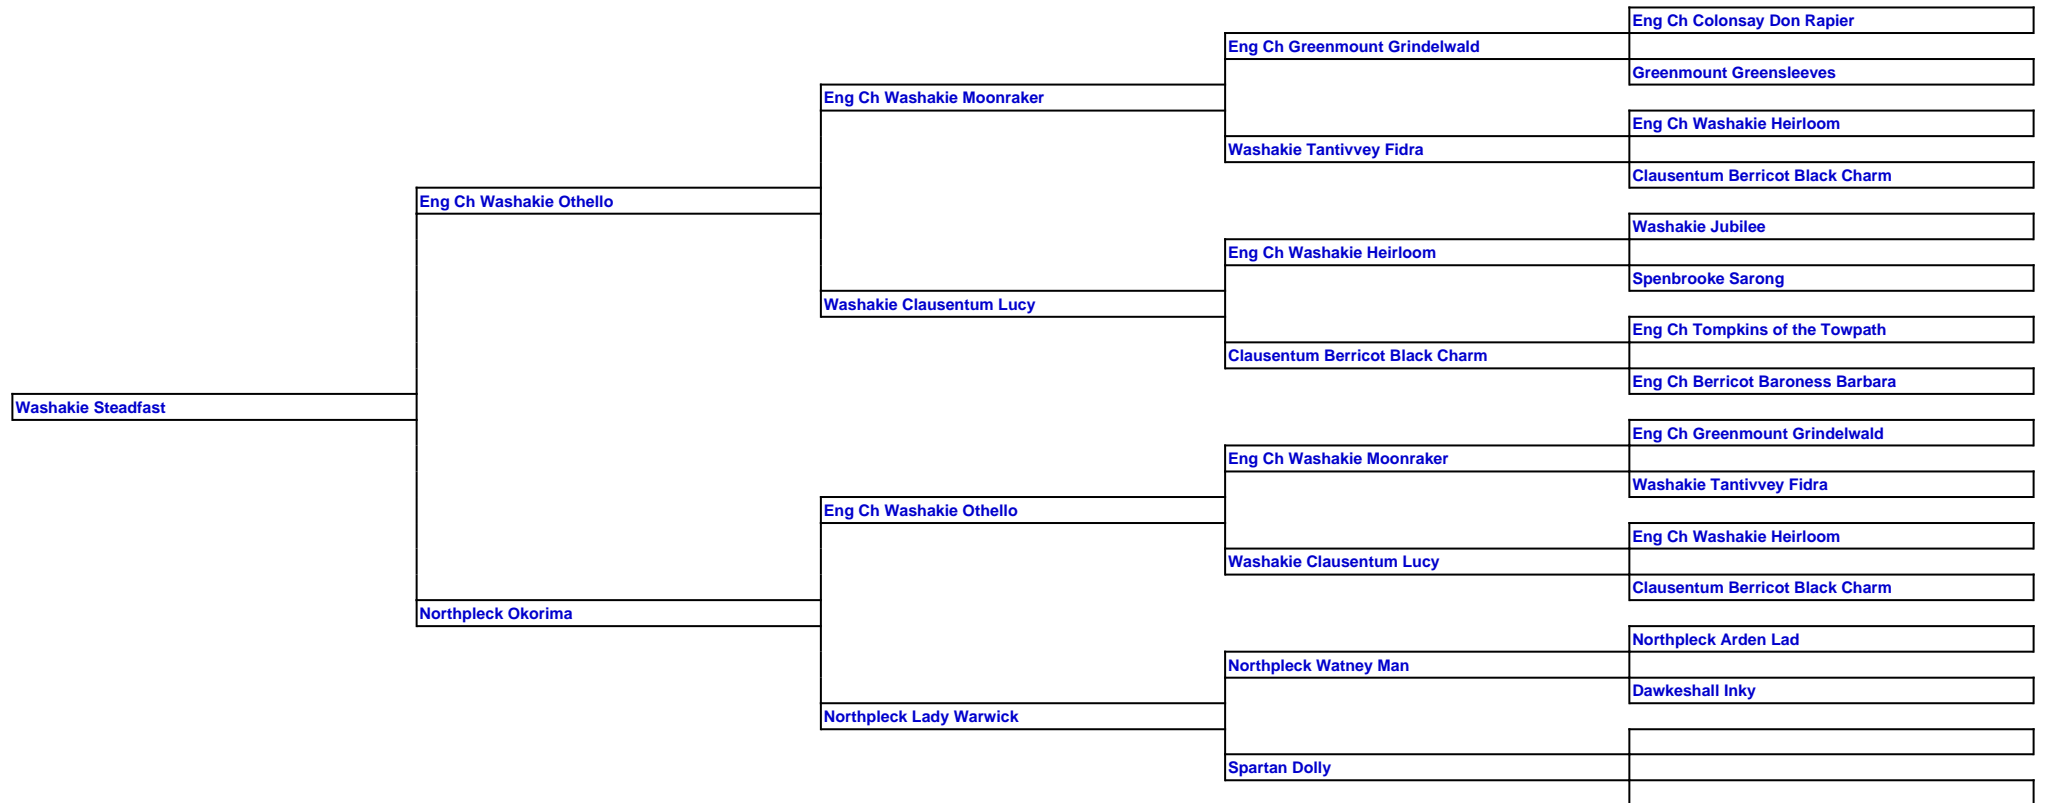 Eng Ch Colonsay Don Rapier
Eng Ch Greenmount Grindelwald
Greenmount Greensleeves
Eng Ch Washakie Moonraker
Eng Ch Washakie Heirloom
Washakie Tantivvey Fidra
Clausentum Berricot Black Charm
Eng Ch Washakie Othello
Washakie Jubilee
Eng Ch Washakie Heirloom
Spenbrooke Sarong
Washakie Clausentum Lucy
Eng Ch Tompkins of the Towpath
Clausentum Berricot Black Charm
Eng Ch Berricot Baroness Barbara
Washakie Steadfast
Eng Ch Greenmount Grindelwald
Eng Ch Washakie Moonraker
Washakie Tantivvey Fidra
Eng Ch Washakie Othello
Eng Ch Washakie Heirloom
Washakie Clausentum Lucy
Clausentum Berricot Black Charm
Northpleck Okorima
Northpleck Arden Lad
Northpleck Watney Man
Dawkeshall Inky
Northpleck Lady Warwick
Spartan Dolly